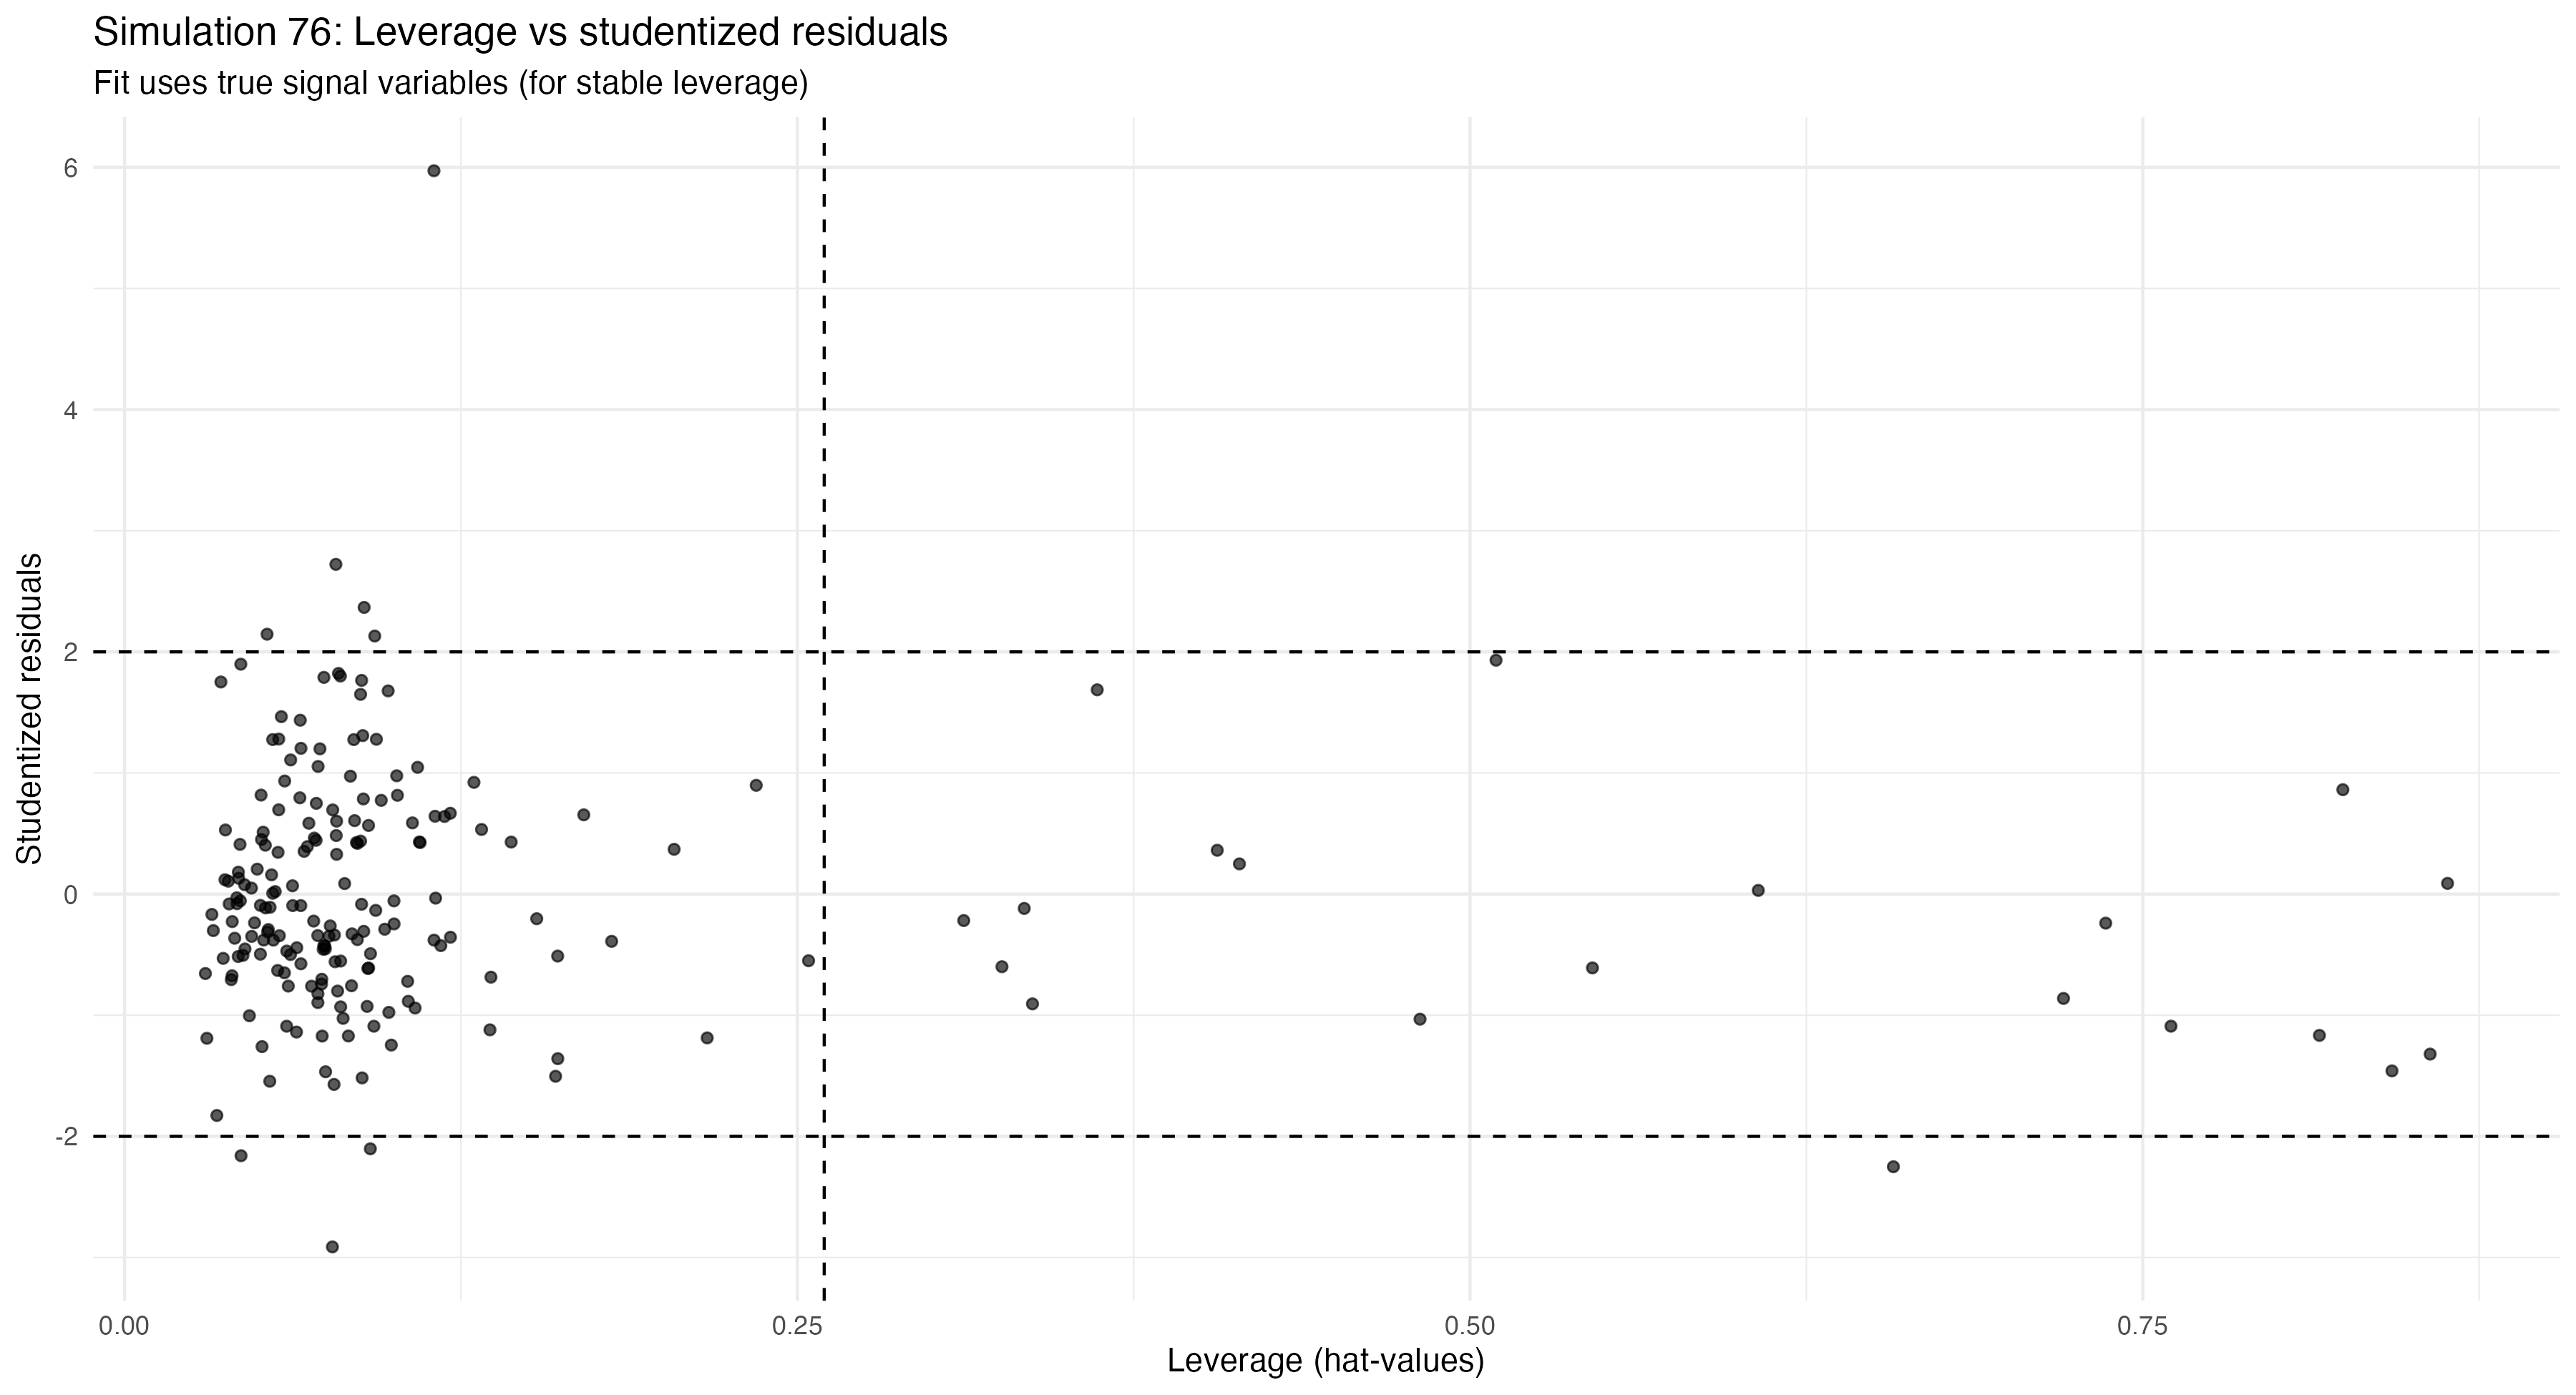 Simulation 76: Leverage vs studentized residuals
Fit uses true signal variables (for stable leverage)
Studentized residuals
6
4
2
0
-2
0.00
0.25
0.50
0.75
Leverage (hat-values)